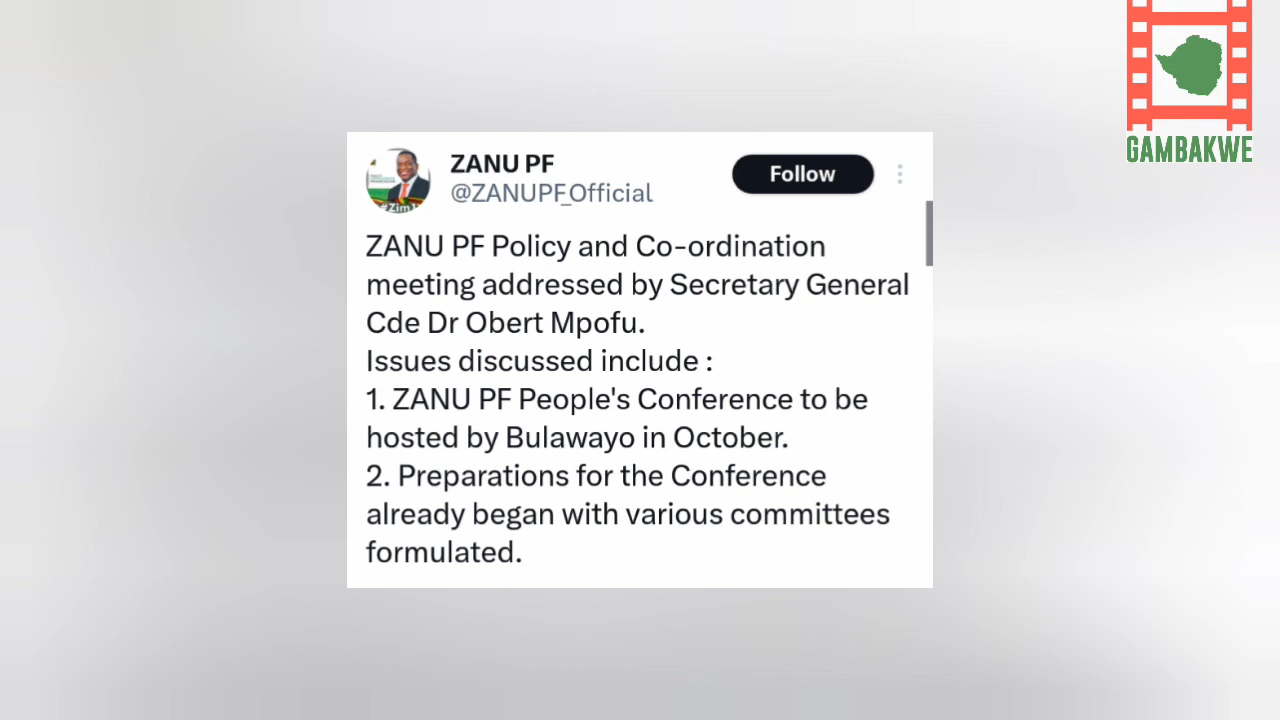 GAMBAKWE
ZANU PF
@ZANUPF_Official
Follow
#Zim
ZANU PF Policy and Co-ordination
meeting addressed by Secretary General
Cde Dr Obert Mpofu.
Issues discussed include :
1. ZANU PF People's Conference to be
hosted by Bulawayo in October.
2. Preparations for the Conference
already began with various committees
formulated.